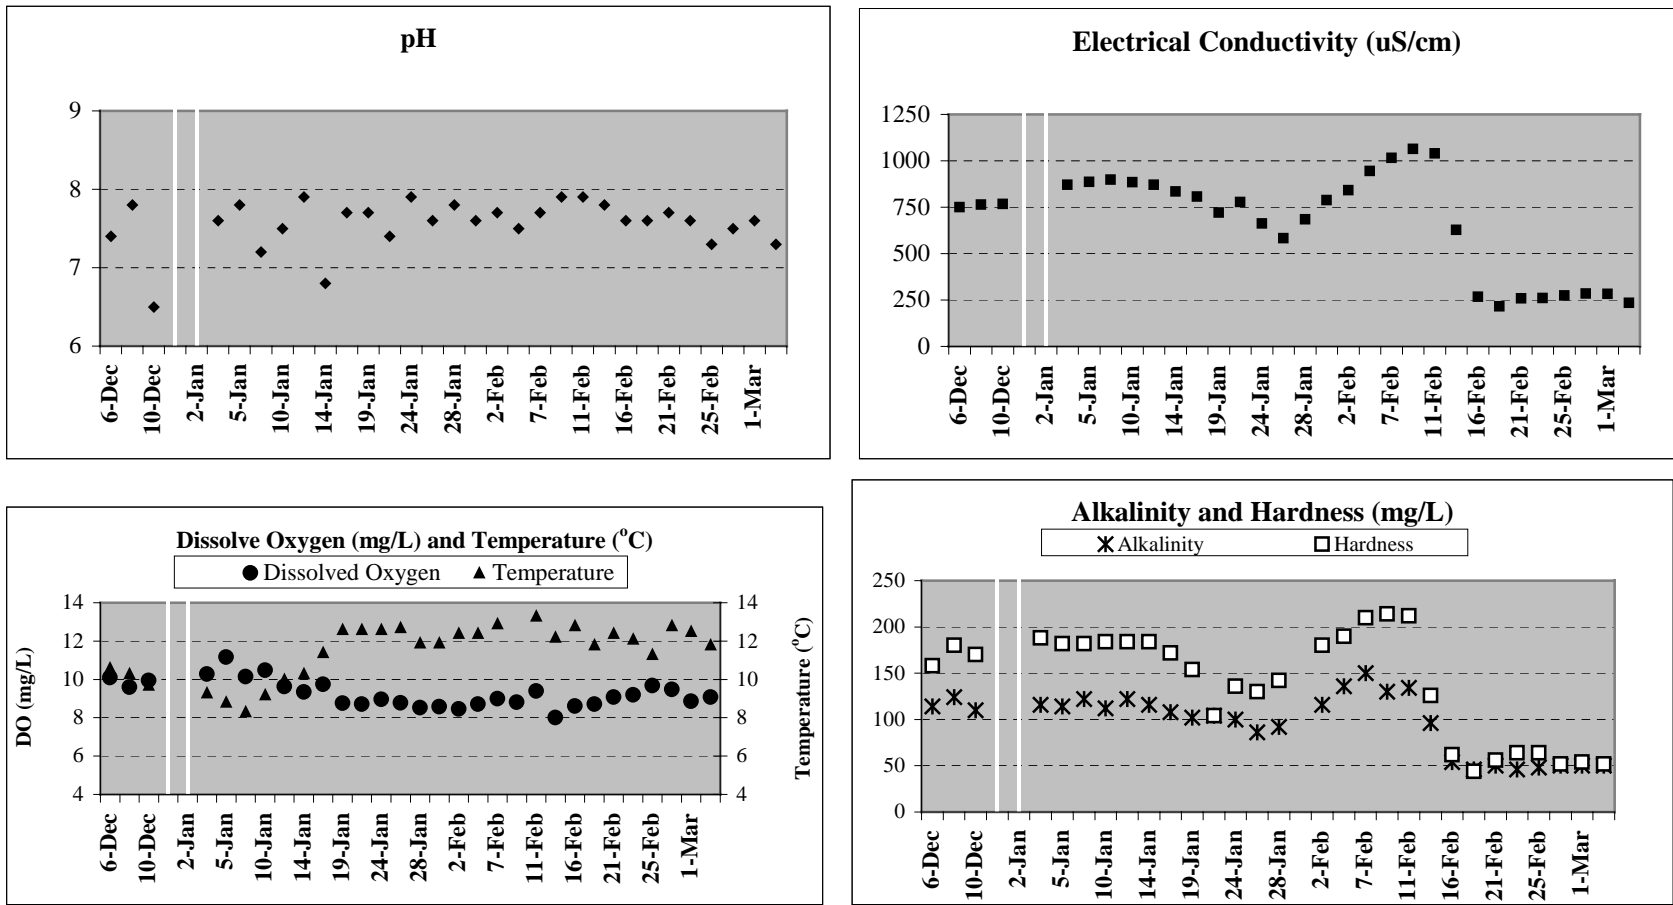 pH
9
8
7
6
6-Dec
10-Dec
2-Jan
5-Jan
10-Jan
14-Jan
19-Jan
24-Jan
28-Jan
2-Feb
7-Feb
11-Feb
16-Feb
21-Feb
25-Feb
1-Mar
Electrical Conductivity (uS/cm)
1250
1000
750
500
250
0
6-Dec
10-Dec
2-Jan
5-Jan
10-Jan
14-Jan
19-Jan
24-Jan
28-Jan
2-Feb
7-Feb
11-Feb
16-Feb
21-Feb
25-Feb
1-Mar
Dissolve Oxygen (mg/L) and Temperature (°C)
Dissolved Oxygen Temperature
DO (mg/L)
14
12
10
8
6
4
14
12
10
8
6
4
Temperature (°C)
6-Dec
10-Dec
2-Jan
5-Jan
10-Jan
14-Jan
19-Jan
24-Jan
28-Jan
2-Feb
7-Feb
11-Feb
16-Feb
21-Feb
25-Feb
1-Mar
Alkalinity and Hardness (mg/L)
Alkalinity Hardness
250
200
150
100
50
0
6-Dec
10-Dec
2-Jan
5-Jan
10-Jan
14-Jan
19-Jan
24-Jan
28-Jan
2-Feb
7-Feb
11-Feb
16-Feb
21-Feb
25-Feb
1-Mar